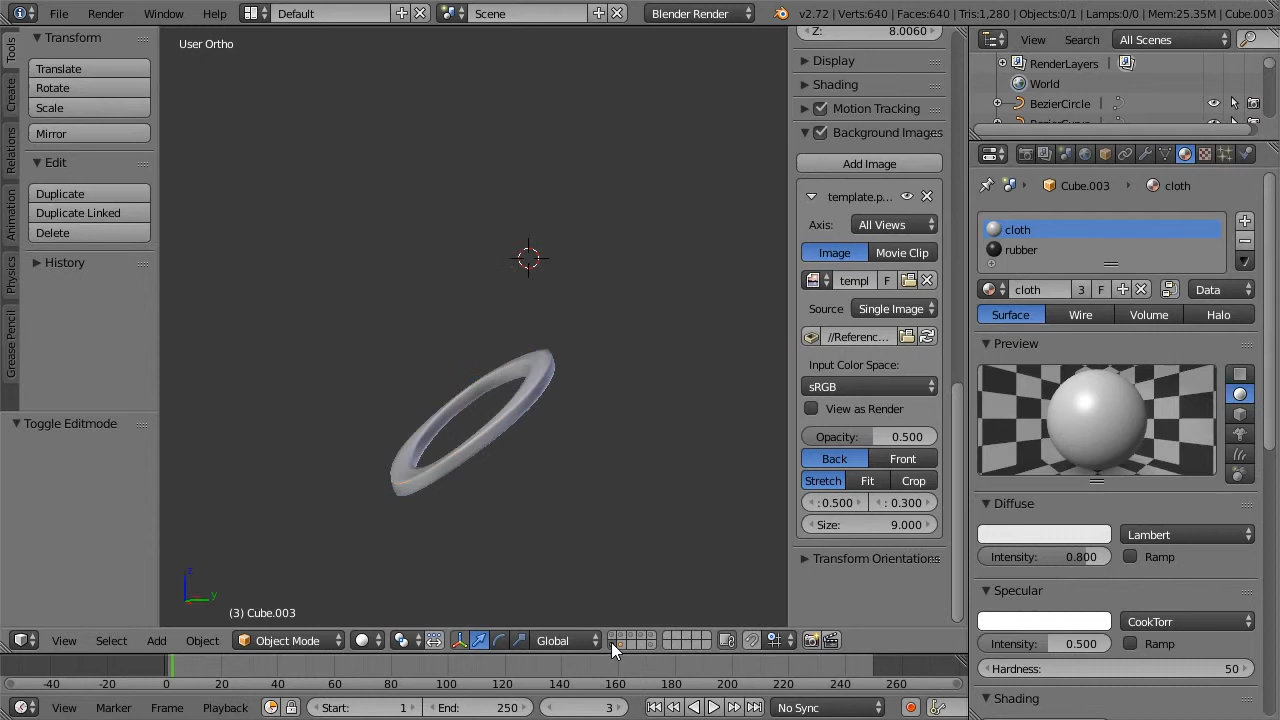 File Render Window Help Default Scene Blender Render v2.72 | Verts:640 | Faces:640 | Tris:1,280 | Objects:0/1 | Lamps:0/0 | Mem:25.35M | Cube.003
Tools
Create
Relations
Animation
Physics
Grease Pencil
Transform
Translate
Rotate
Scale
Mirror
Edit
Duplicate
Duplicate Linked
Delete
History
Toggle Editmode
User Ortho
z
y
(3) Cube.003
Z: 8.0060
Display
Shading
Motion Tracking
Background Images
Add Image
template.p...
Axis: All Views
Image Movie Clip
templ F
Source Single Image
//Referenc...
Input Color Space:
sRGB
View as Render
Opacity: 0.500
Back Front
Stretch Fit Crop
:0.500 : 0.300
Size: 9.000
Transform Orientations
View Search All Scenes
RenderLayers
World
BezierCircle
Cube.003 cloth
cloth
rubber
cloth 3 F Data
Surface Wire Volume Halo
Preview
Diffuse
Lambert
Intensity: 0.800 Ramp
Specular
CookTorr
Intensity: 0.500 Ramp
Hardness: 50
Shading
View Select Add Object Object Mode Global
-40 -20 0 20 40 60 80 100 120 140 160 180 200 220 240 260
View Marker Frame Playback Start: 1 End: 250 3 No Sync